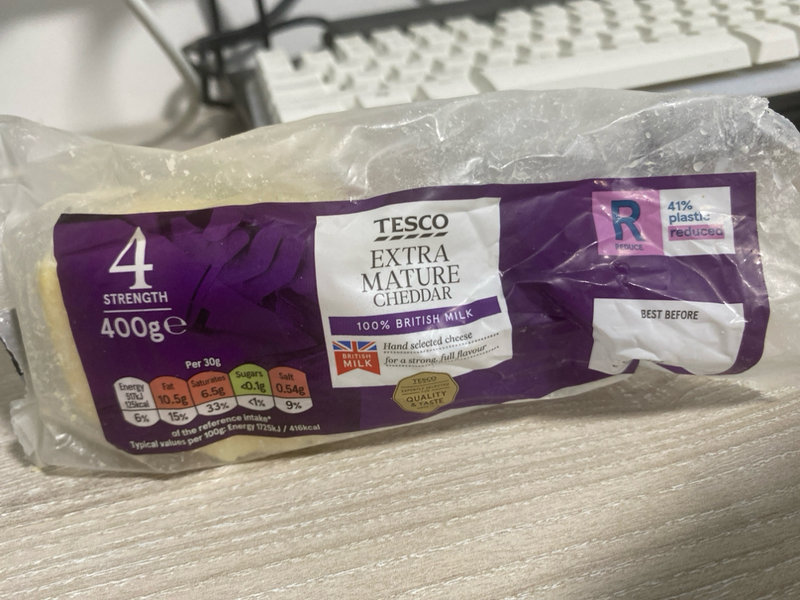 4
STRENGTH
400g℮
Per 30g
Energy
517kJ
125kcal
6%
Fat
10.5g
15%
Saturates
6.5g
33%
Sugars
<0.1g
<1%
Salt
0.54g
9%
of the reference intake*
Typical values per 100g: Energy 1725kJ / 416kcal
TESCO
EXTRA
MATURE
CHEDDAR
100% BRITISH MILK
BRITISH
MILK
Hand selected cheese
for a strong, full flavour
TESCO
QUALITY
& TASTE
R
REDUCE
41%
plastic
reduced
BEST BEFORE